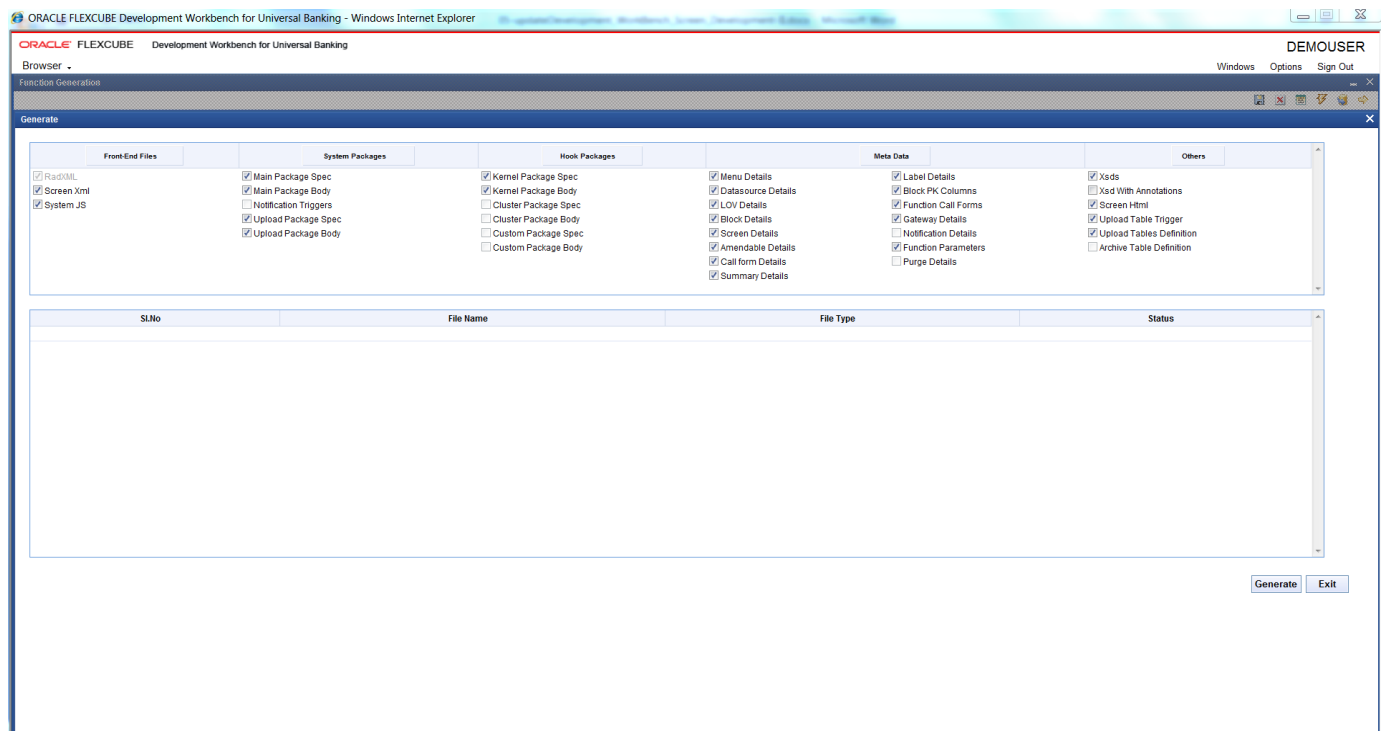 ORACLE FLEXCUBE Development Workbench for Universal Banking - Windows Internet Explorer
ORACLE FLEXCUBE Development Workbench for Universal Banking
DEMOUSER
Browser
Windows Options Sign Out
Function Generation
Generate
Front-End Files System Packages Hook Packages Meta Data Others
RadXML Main Package Spec Kernel Package Spec Menu Details Label Details Xsds
Screen Xml Main Package Body Kernel Package Body Datasource Details Block PK Columns Xsd With Annotations
System JS Notification Triggers Cluster Package Spec LOV Details Function Call Forms Screen Html
Upload Package Spec Cluster Package Body Block Details Gateway Details Upload Table Trigger
Upload Package Body Custom Package Spec Screen Details Notification Details Upload Tables Definition
Custom Package Body Amendable Details Function Parameters Archive Table Definition
Call form Details Purge Details
Summary Details
Sl.No File Name File Type Status
Generate Exit